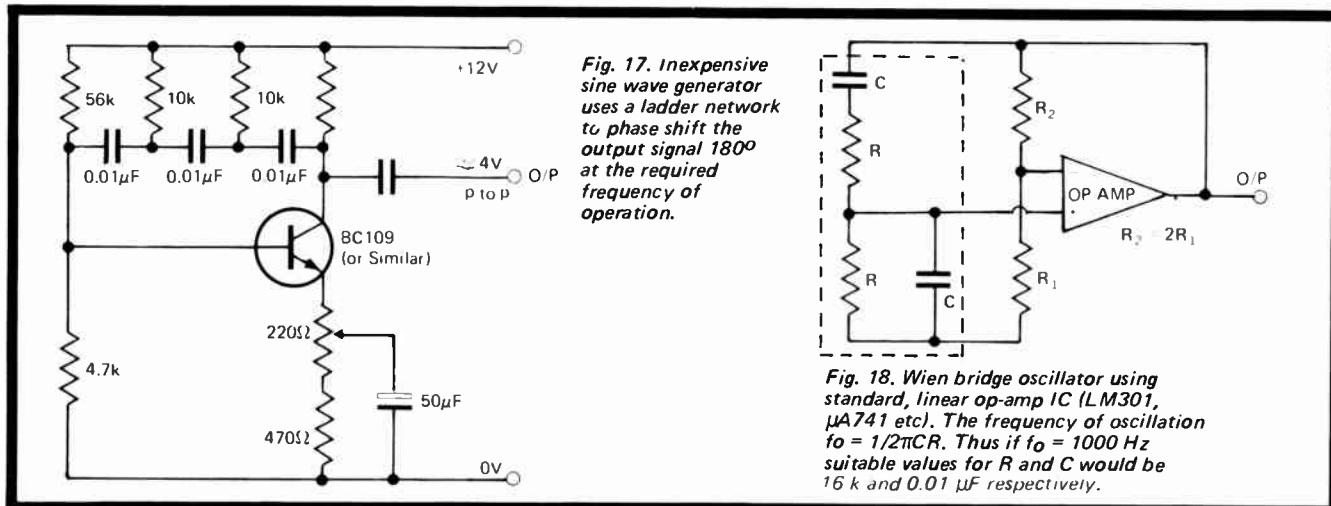 56k
10k
10k
+12V
0.01µF
0.01µF
0.01µF
4V
p to p
O/P
BC109
(or Similar)
220Ω
4.7k
50µF
470Ω
0V
Fig. 17. Inexpensive
sine wave generator
uses a ladder network
to phase shift the
output signal 180º
at the required
frequency of
operation.
C
R
R
C
R2
R1
OP AMP
O/P
R2 2R1
Fig. 18. Wien bridge oscillator using
standard, linear op-amp IC (LM301,
µA741 etc). The frequency of oscillation
fo = 1/2πCR. Thus if fo = 1000 Hz
suitable values for R and C would be
16 k and 0.01 µF respectively.